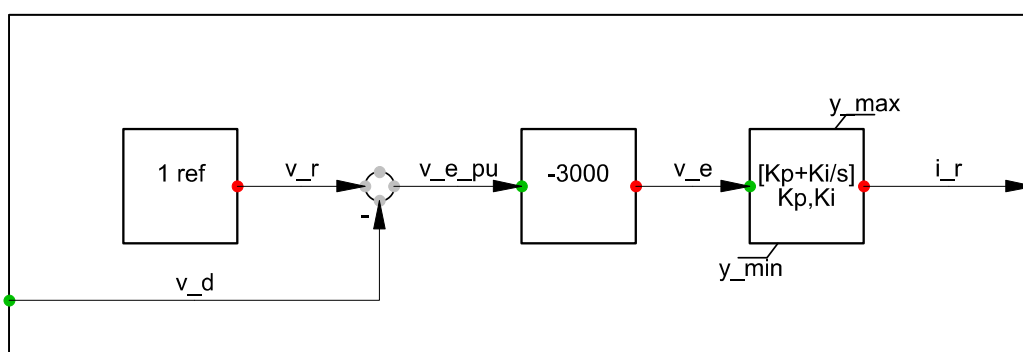 y_max
1 ref
v_r
v_e_pu
-3000
v_e
[Kp+Ki/s]
Kp,Ki
i_r
-
y_min
v_d